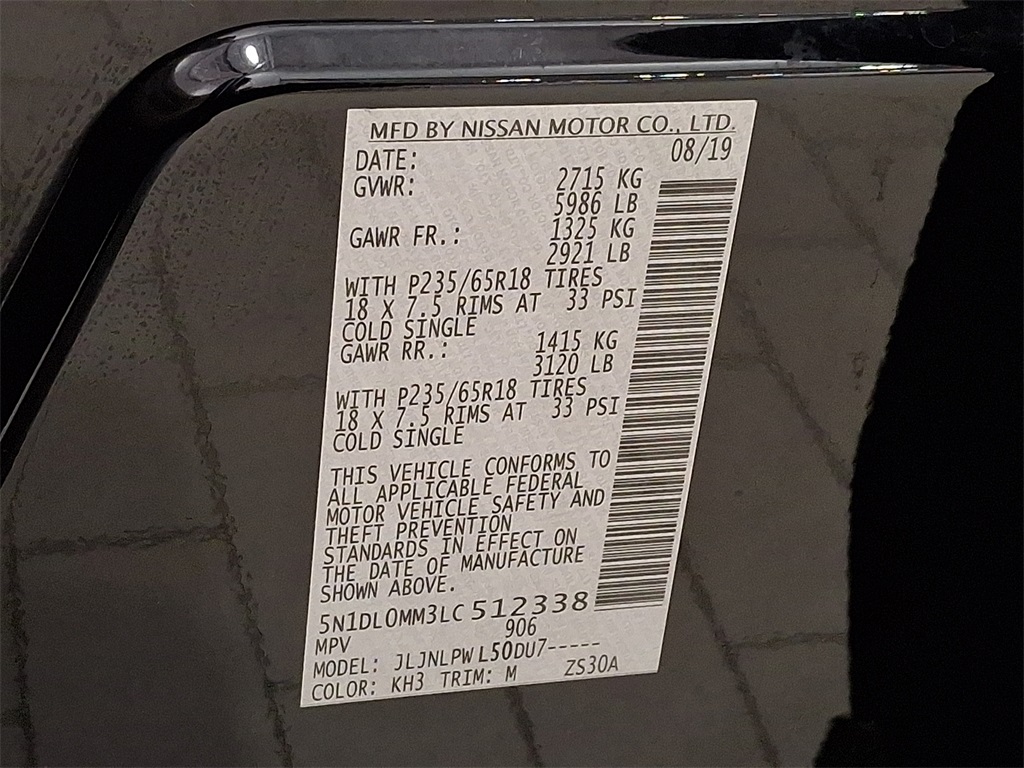 MFD BY NISSAN MOTOR CO., LTD.
DATE: 08/19
GVWR: 2715 KG
5986 LB
GAWR FR.: 1325 KG
2921 LB
WITH P235/65R18 TIRES
18 X 7.5 RIMS AT 33 PSI
COLD SINGLE
GAWR RR.: 1415 KG
3120 LB
WITH P235/65R18 TIRES
18 X 7.5 RIMS AT 33 PSI
COLD SINGLE
THIS VEHICLE CONFORMS TO
ALL APPLICABLE FEDERAL
MOTOR VEHICLE SAFETY AND
THEFT PREVENTION
STANDARDS IN EFFECT ON
THE DATE OF MANUFACTURE
SHOWN ABOVE.
5N1DL0MM3LC 512338
MPV 906
MODEL: JLJNLPWL50DU7-----
COLOR: KH3 TRIM: M ZS30A